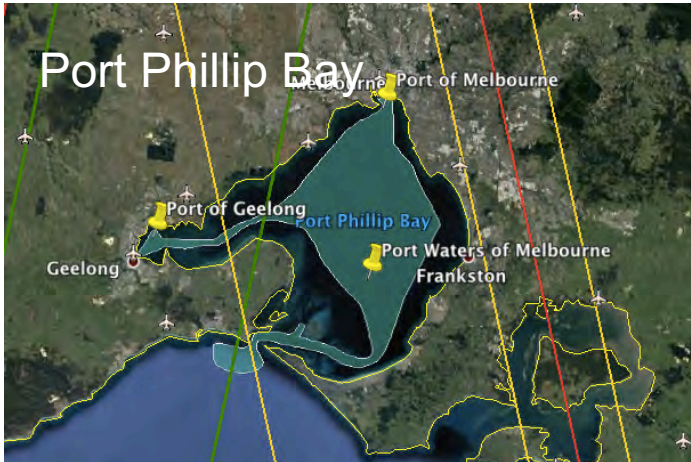 Port Phillip Bay
Melbourne
Port of Melbourne
Port of Geelong
Port Phillip Bay
Port Waters of Melbourne
Geelong
Frankston